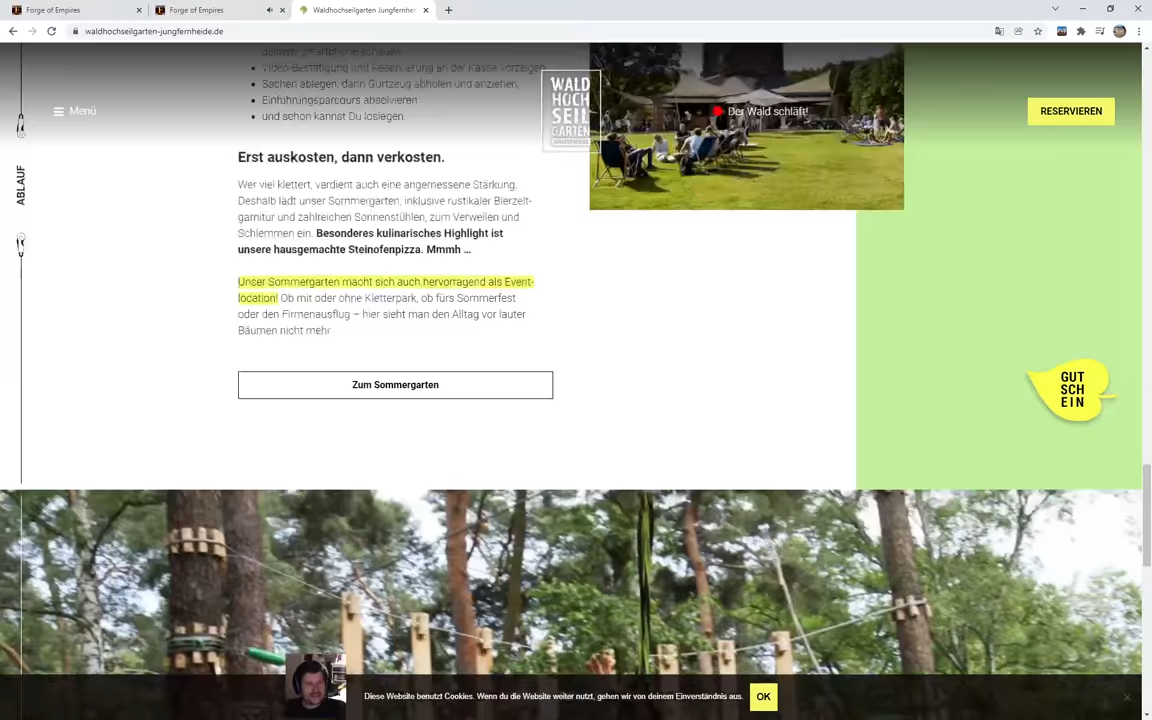 Forge of Empires
Forge of Empires
Waldhochseilgarten Jungfernhei
waldhochseilgarten-jungfernheide.de
Video-Bestätigung und Reservierung an der Kasse vorzeigen
Sachen ablegen, dann Gurtzeug abholen und anziehen,
Einführungsparcours absolvieren
und schon kannst Du loslegen.
Menü
WALD
HOCH
SEIL
GARTEN
JUNGFERNHEIDE
Der Wald schläft!
RESERVIEREN
ABLAUF
Erst auskosten, dann verkosten.
Wer viel klettert, verdient auch eine angemessene Stärkung.
Deshalb lädt unser Sommergarten, inklusive rustikaler Bierzelt-
garnitur und zahlreichen Sonnenstühlen, zum Verweilen und
Schlemmen ein. Besonderes kulinarisches Highlight ist
unsere hausgemachte Steinofenpizza. Mmmh ...
Unser Sommergarten macht sich auch hervorragend als Event-
location! Ob mit oder ohne Kletterpark, ob fürs Sommerfest
oder den Firmenausflug – hier sieht man den Alltag vor lauter
Bäumen nicht mehr
Zum Sommergarten
GUT
SCH
EIN
Diese Website benutzt Cookies. Wenn du die Website weiter nutzt, gehen wir von deinem Einverständnis aus.
OK